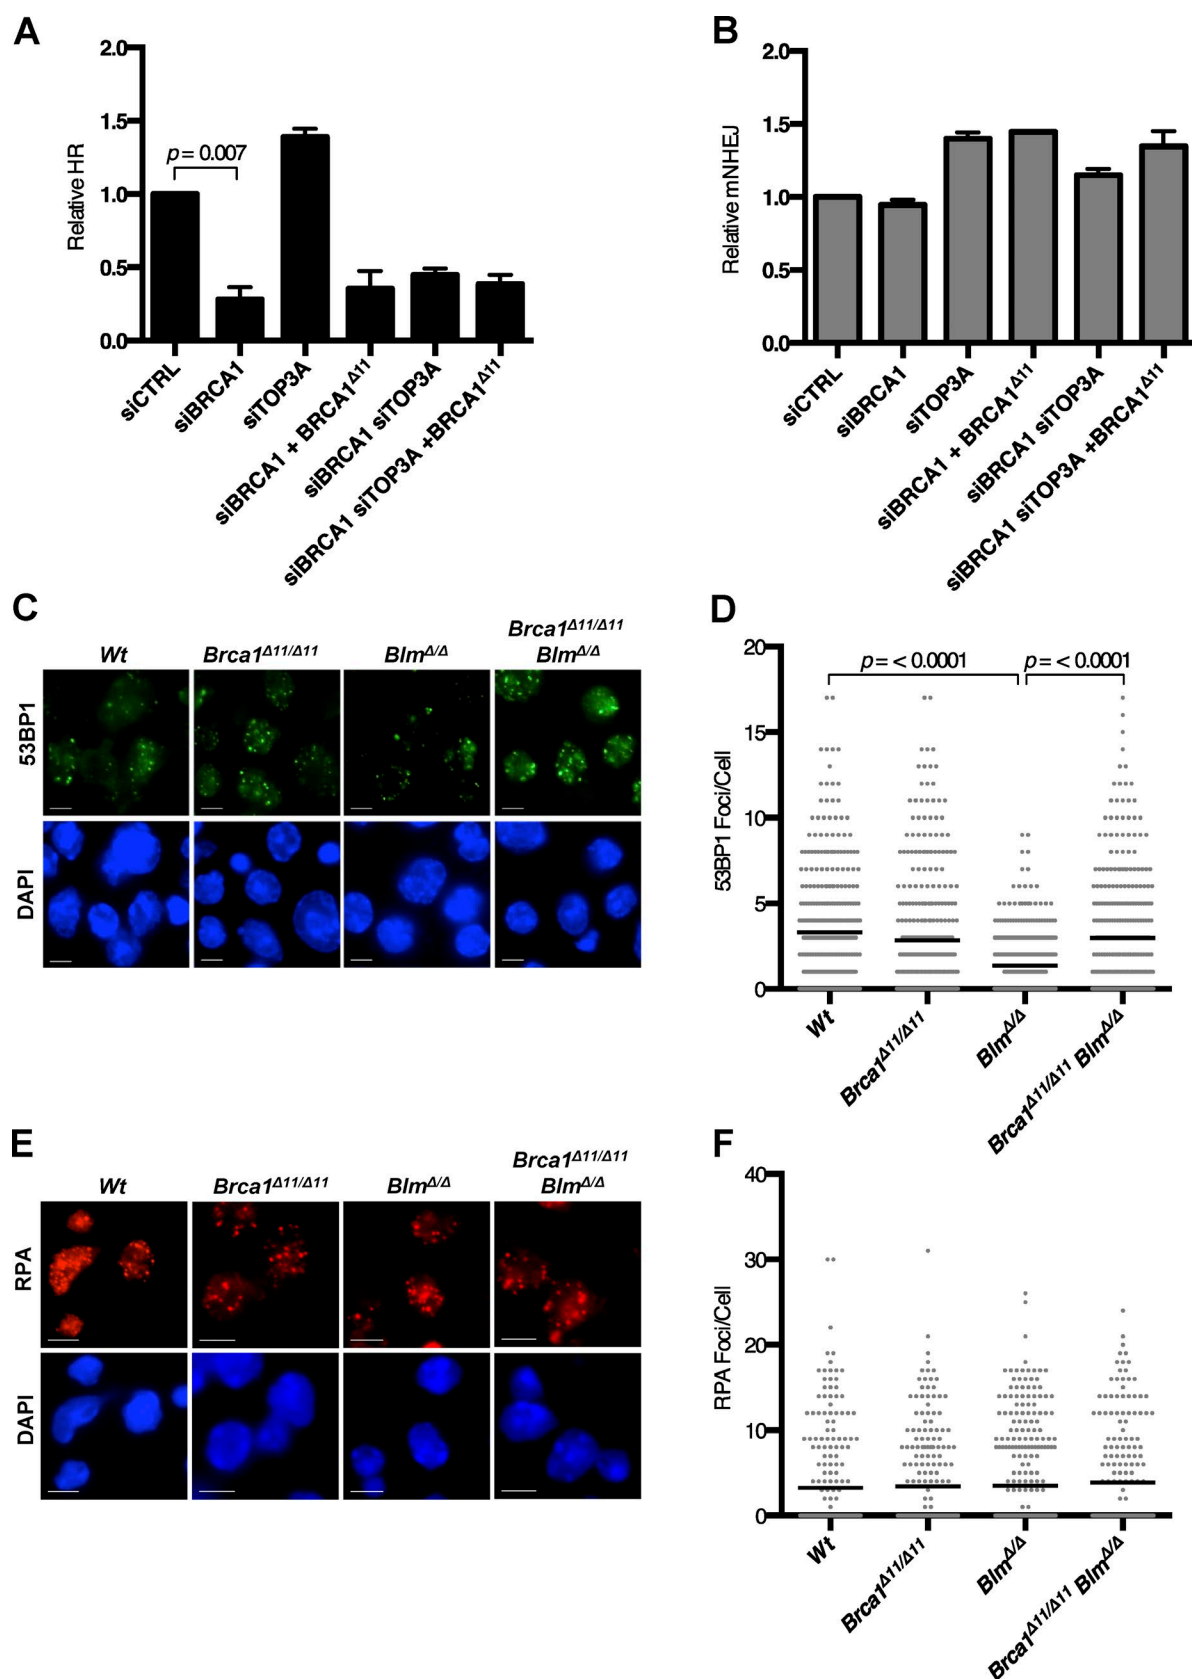 A
2.0
1.5
1.0
0.5
0.0
Relative HR
p = 0.007
siCTRL
siBRCA1
siTOP3A
siBRCA1 + BRCA1Δ11
siBRCA1 siTOP3A
siBRCA1 siTOP3A +BRCA1Δ11
B
2.0
1.5
1.0
0.5
0.0
Relative mNHEJ
siCTRL
siBRCA1
siTOP3A
siBRCA1 + BRCA1Δ11
siBRCA1 siTOP3A
siBRCA1 siTOP3A +BRCA1Δ11
C
Wt
Brca1Δ11/Δ11
BlmΔ/Δ
Brca1Δ11/Δ11
BlmΔ/Δ
53BP1
DAPI
D
20
15
10
5
0
53BP1 Foci/Cell
p = < 0.0001
p = < 0.0001
Wt
Brca1Δ11/Δ11
BlmΔ/Δ
Brca1Δ11/Δ11 BlmΔ/Δ
E
Wt
Brca1Δ11/Δ11
BlmΔ/Δ
Brca1Δ11/Δ11
BlmΔ/Δ
RPA
DAPI
F
40
30
20
10
0
RPA Foci/Cell
Wt
Brca1Δ11/Δ11
BlmΔ/Δ
Brca1Δ11/Δ11 BlmΔ/Δ